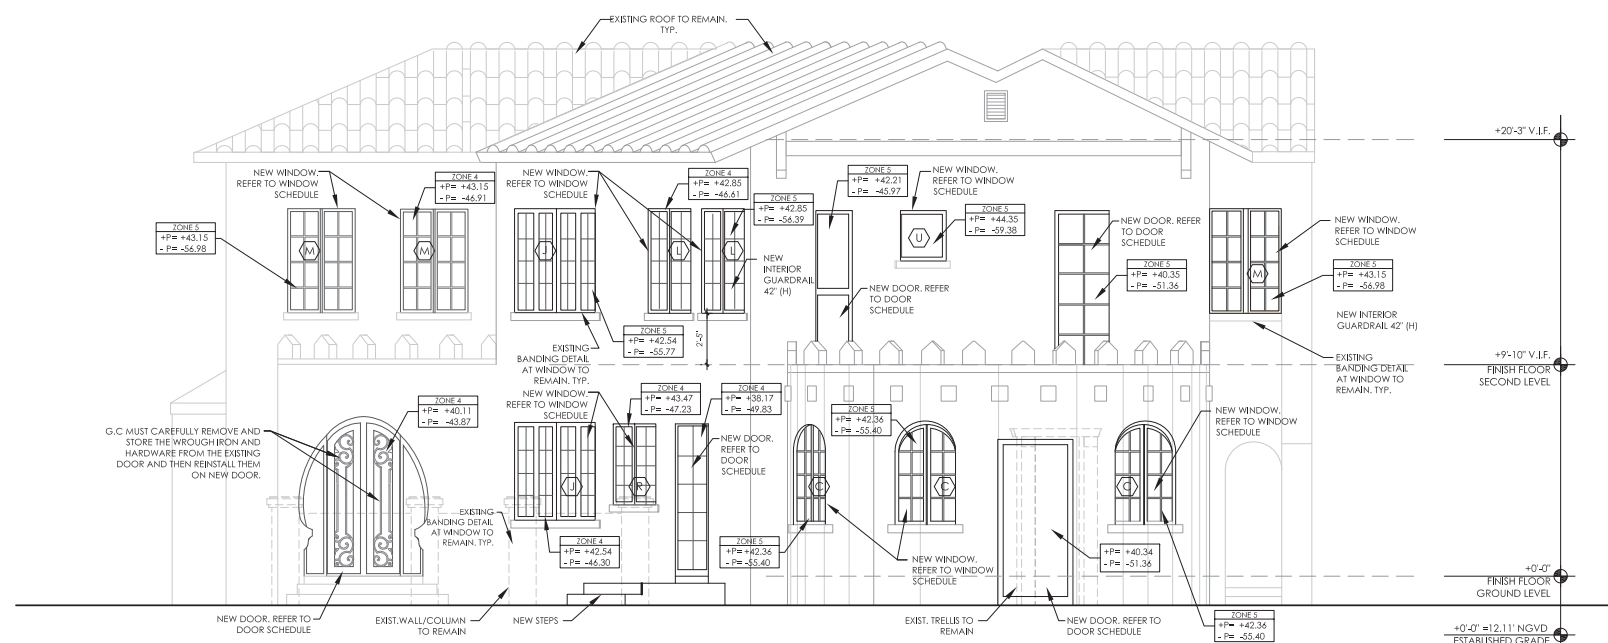 EXISTING ROOF TO REMAIN.
TYP.
+20'-3" V.I.F.
NEW WINDOW.
REFER TO WINDOW
SCHEDULE
ZONE 4
+P= +43.15
- P= -46.91
ZONE 5
+P= +43.15
- P= -56.98
M
M
NEW WINDOW.
REFER TO WINDOW
SCHEDULE
J
ZONE 4
+P= +42.85
- P= -46.61
ZONE 5
+P= +42.85
- P= -56.39
L
L
NEW
INTERIOR
GUARDRAIL
42" (H)
ZONE 5
+P= +42.54
- P= -55.77
2'-5"
EXISTING
BANDING DETAIL
AT WINDOW TO
REMAIN. TYP.
ZONE 5
+P= +42.21
- P= -45.97
NEW WINDOW.
REFER TO WINDOW
SCHEDULE
U
ZONE 5
+P= +44.35
- P= -59.38
NEW DOOR. REFER
TO DOOR
SCHEDULE
NEW DOOR. REFER
TO DOOR
SCHEDULE
ZONE 5
+P= +40.35
- P= -51.36
M
NEW WINDOW.
REFER TO WINDOW
SCHEDULE
ZONE 5
+P= +43.15
- P= -56.98
NEW INTERIOR
GUARDRAIL 42" (H)
EXISTING
BANDING DETAIL
AT WINDOW TO
REMAIN. TYP.
+9'-10" V.I.F.
FINISH FLOOR
SECOND LEVEL
G.C MUST CAREFULLY REMOVE AND
STORE THE WROUGH IRON AND
HARDWARE FROM THE EXISTING
DOOR AND THEN REINSTALL THEM
ON NEW DOOR.
ZONE 4
+P= +40.11
- P= -43.87
NEW WINDOW.
REFER TO WINDOW
SCHEDULE
ZONE 4
+P= +43.47
- P= -47.23
ZONE 4
+P= +38.17
- P= -49.83
NEW DOOR.
REFER TO
DOOR
SCHEDULE
J
R
EXISTING
BANDING DETAIL
AT WINDOW TO
REMAIN. TYP.
ZONE 4
+P= +42.54
- P= -46.30
ZONE 5
+P= +42.36
- P= -55.40
ZONE 5
+P= +42.36
- P= -55.40
C
C
C
NEW WINDOW.
REFER TO WINDOW
SCHEDULE
NEW WINDOW.
REFER TO WINDOW
SCHEDULE
+P= +40.34
- P= -51.36
+0'-0"
FINISH FLOOR
GROUND LEVEL
NEW DOOR. REFER TO
DOOR SCHEDULE
EXIST.WALL/COLUMN
TO REMAIN
NEW STEPS
EXIST. TRELLIS TO
REMAIN
NEW DOOR. REFER TO
DOOR SCHEDULE
ZONE 5
+P= +42.36
- P= -55.40
+0'-0" =12.11' NGVD
ESTABLISHED GRADE